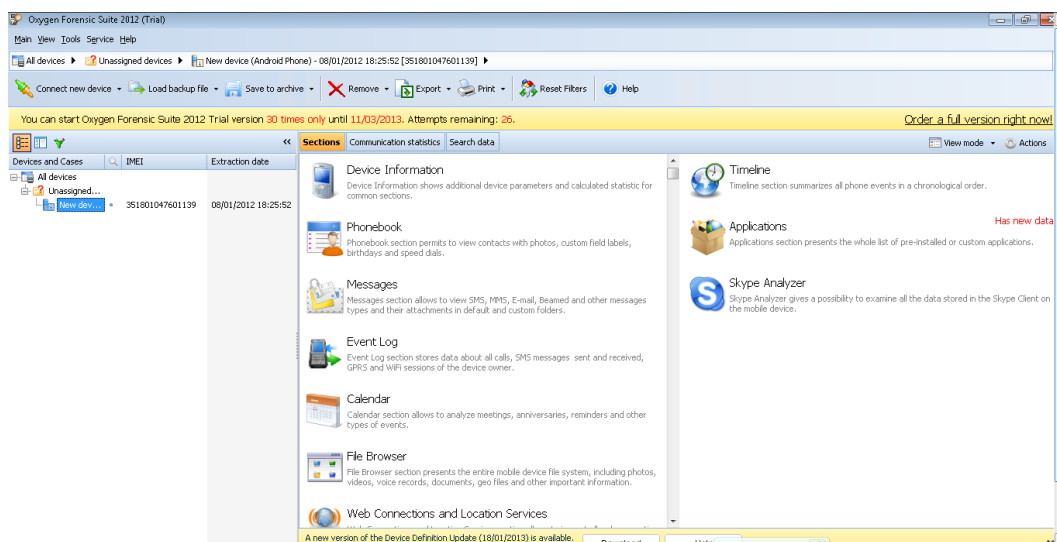 Oxygen Forensic Suite 2012 (Trial)
Main View Tools Service Help
All devices Unassigned devices New device (Android Phone) - 08/01/2012 18:25:52 [351801047601139]
Connect new device Load backup file Save to archive Remove Export Print Reset Filters Help
You can start Oxygen Forensic Suite 2012 Trial version 30 times only until 11/03/2013. Attempts remaining: 26. Order a full version right now!
« Sections Communication statistics Search data View mode Actions
Devices and Cases IMEI Extraction date
All devices
Unassigned...
New dev... 351801047601139 08/01/2012 18:25:52
Device Information
Device Information shows additional device parameters and calculated statistic for
common sections.
Phonebook
Phonebook section permits to view contacts with photos, custom field labels,
birthdays and speed dials.
Messages
Messages section allows to view SMS, MMS, E-mail, Beamed and other messages
types and their attachments in default and custom folders.
Event Log
Event Log section stores data about all calls, SMS messages sent and received,
GPRS and WiFi sessions of the device owner.
Calendar
Calendar section allows to analyze meetings, anniversaries, reminders and other
types of events.
File Browser
File Browser section presents the entire mobile device file system, including photos,
videos, voice records, documents, geo files and other important information.
Web Connections and Location Services
Timeline
Timeline section summarizes all phone events in a chronological order.
Has new data
Applications
Applications section presents the whole list of pre-installed or custom applications.
Skype Analyzer
Skype Analyzer gives a possibility to examine all the data stored in the Skype Client on
the mobile device.
A new version of the Device Definition Update (18/01/2013) is available. Download Help